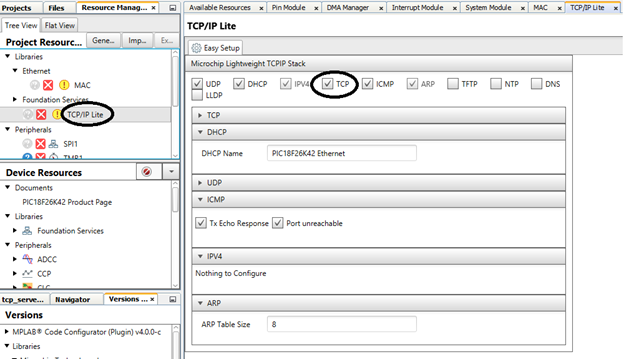 Projects Files Resource Manag... ×
Tree View Flat View
Project Resourc... Gene... Imp... Ex...
Libraries
Ethernet
MAC
Foundation Services
TCP/IP Lite
Peripherals
SPI1
TMR1
Device Resources
Documents
PIC18F26K42 Product Page
Libraries
Foundation Services
Peripherals
ADCC
CCP
CLC
tcp_serve... Navigator Versions ... ×
Versions
MPLAB® Code Configurator (Plugin) v4.0.0-c
Libraries
Available Resources × Pin Module × DMA Manager × Interrupt Module × System Module × MAC × TCP/IP Lite ×
TCP/IP Lite
Easy Setup
Microchip Lightweight TCPIP Stack
UDP DHCP IPV4 TCP ICMP ARP TFTP NTP DNS
LLDP
TCP
DHCP
DHCP Name PIC18F26K42 Ethernet
UDP
ICMP
Tx Echo Response Port unreachable
IPV4
Nothing to Configure
ARP
ARP Table Size 8